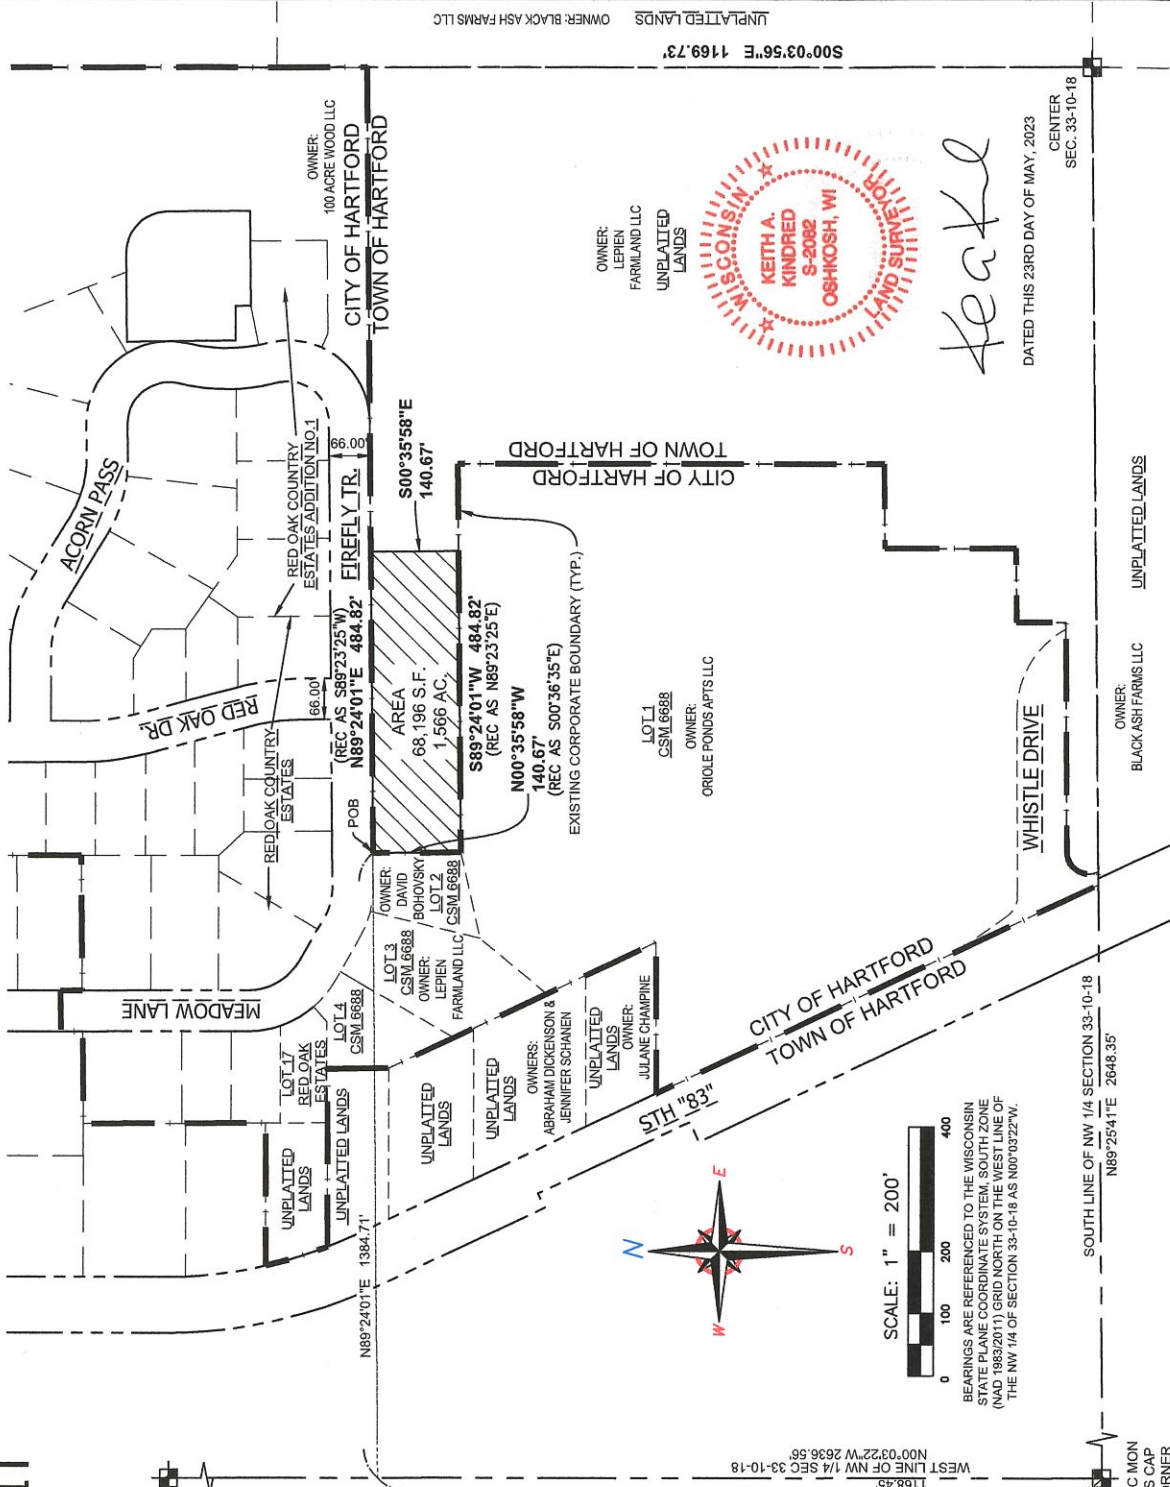 UNPLATTED LANDS OWNER: BLACK ASH FARMS LLC
S00°03'56"E 1169.73'
OWNER:
100 ACRE WOOD LLC
CITY OF HARTFORD
TOWN OF HARTFORD
OWNER:
LEPIEN
FARMLAND LLC
UNPLATTED
LANDS
WISCONSIN
KEITH A.
KINDRED
S-2082
OSHKOSH, WI
LAND SURVEYOR
DATED THIS 23RD DAY OF MAY, 2023
CENTER
SEC. 33-10-18
ACORN PASS
RED OAK COUNTRY
ESTATES ADDITION NO.1
66.00'
FIREFLY TR.
S00°35'58"E
140.67'
TOWN OF HARTFORD
CITY OF HARTFORD
RED OAK DR.
66.00'
(REC AS S89°23'25"W)
N89°24'01"E 484.82'
AREA
68,196 S.F.
1.566 AC.
S89°24'01"W 484.82'
(REC AS N89°23'25"E)
N00°35'58"W
140.67'
(REC AS S00°36'35"E)
EXISTING CORPORATE BOUNDARY (TYP.)
RED OAK COUNTRY
ESTATES
POB
LOT 1
CSM 6688
OWNER:
ORIOLE PONDS APTS LLC
UNPLATTED LANDS
OWNER:
BLACK ASH FARMS LLC
WHISTLE DRIVE
OWNER:
DAVID
BOHOVSKY
LOT 2
CSM 6688
LOT 3
CSM 6688
OWNER:
LEPIEN
FARMLAND LLC
MEADOW LANE
LOT 4
CSM 6688
LOT 17
RED OAK
ESTATES
UNPLATTED
LANDS
UNPLATTED LANDS
UNPLATTED
LANDS
UNPLATTED
LANDS
OWNERS:
ABRAHAM DICKENSON &
JENNIFER SCHANEN
UNPLATTED
LANDS
OWNER:
JULANE CHAMPINE
CITY OF HARTFORD
TOWN OF HARTFORD
STH "83"
N89°24'01"E 1384.71'
N
E
S
W
SCALE: 1" = 200'
0 100 200 400
BEARINGS ARE REFERENCED TO THE WISCONSIN
STATE PLANE COORDINATE SYSTEM, SOUTH ZONE
(NAD 1983/2011) GRID NORTH ON THE WEST LINE OF
THE NW 1/4 OF SECTION 33-10-18 AS N00°03'22"W.
SOUTH LINE OF NW 1/4 SECTION 33-10-18
N89°25'41"E 2648.35'
WEST LINE OF NW 1/4 SEC 33-10-18
N00°03'22"W 2636.56'
1168.45'
C MON
S CAP